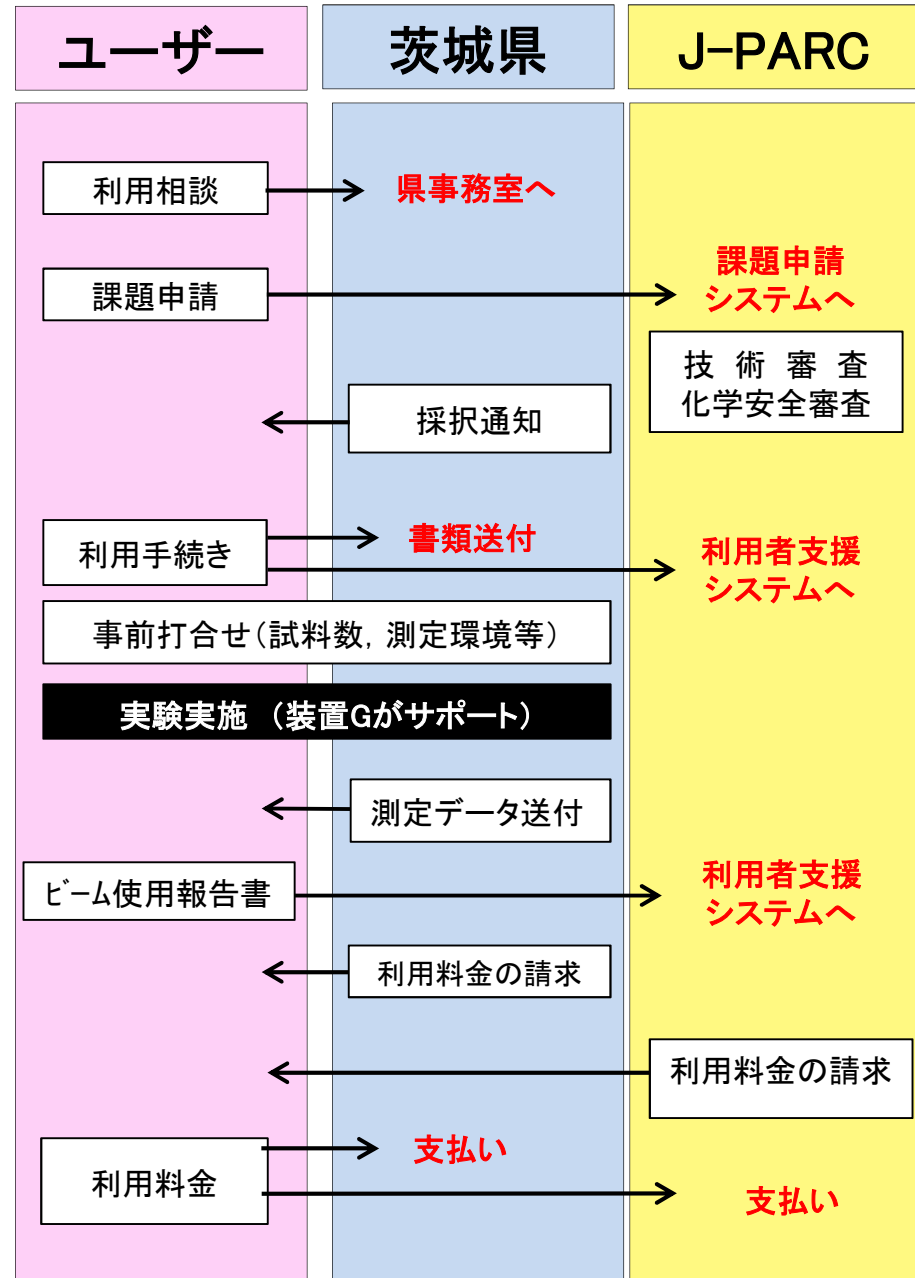 ユーザー
茨城県
J-PARC
利用相談
県事務室へ
課題申請
課題申請
システムへ
技 術 審 査
化学安全審査
採択通知
利用手続き
書類送付
利用者支援
システムへ
事前打合せ（試料数，測定環境等）
実験実施 （装置Gがサポート）
測定データ送付
ﾋﾞｰﾑ使用報告書
利用者支援
システムへ
利用料金の請求
利用料金の請求
利用料金
支払い
支払い